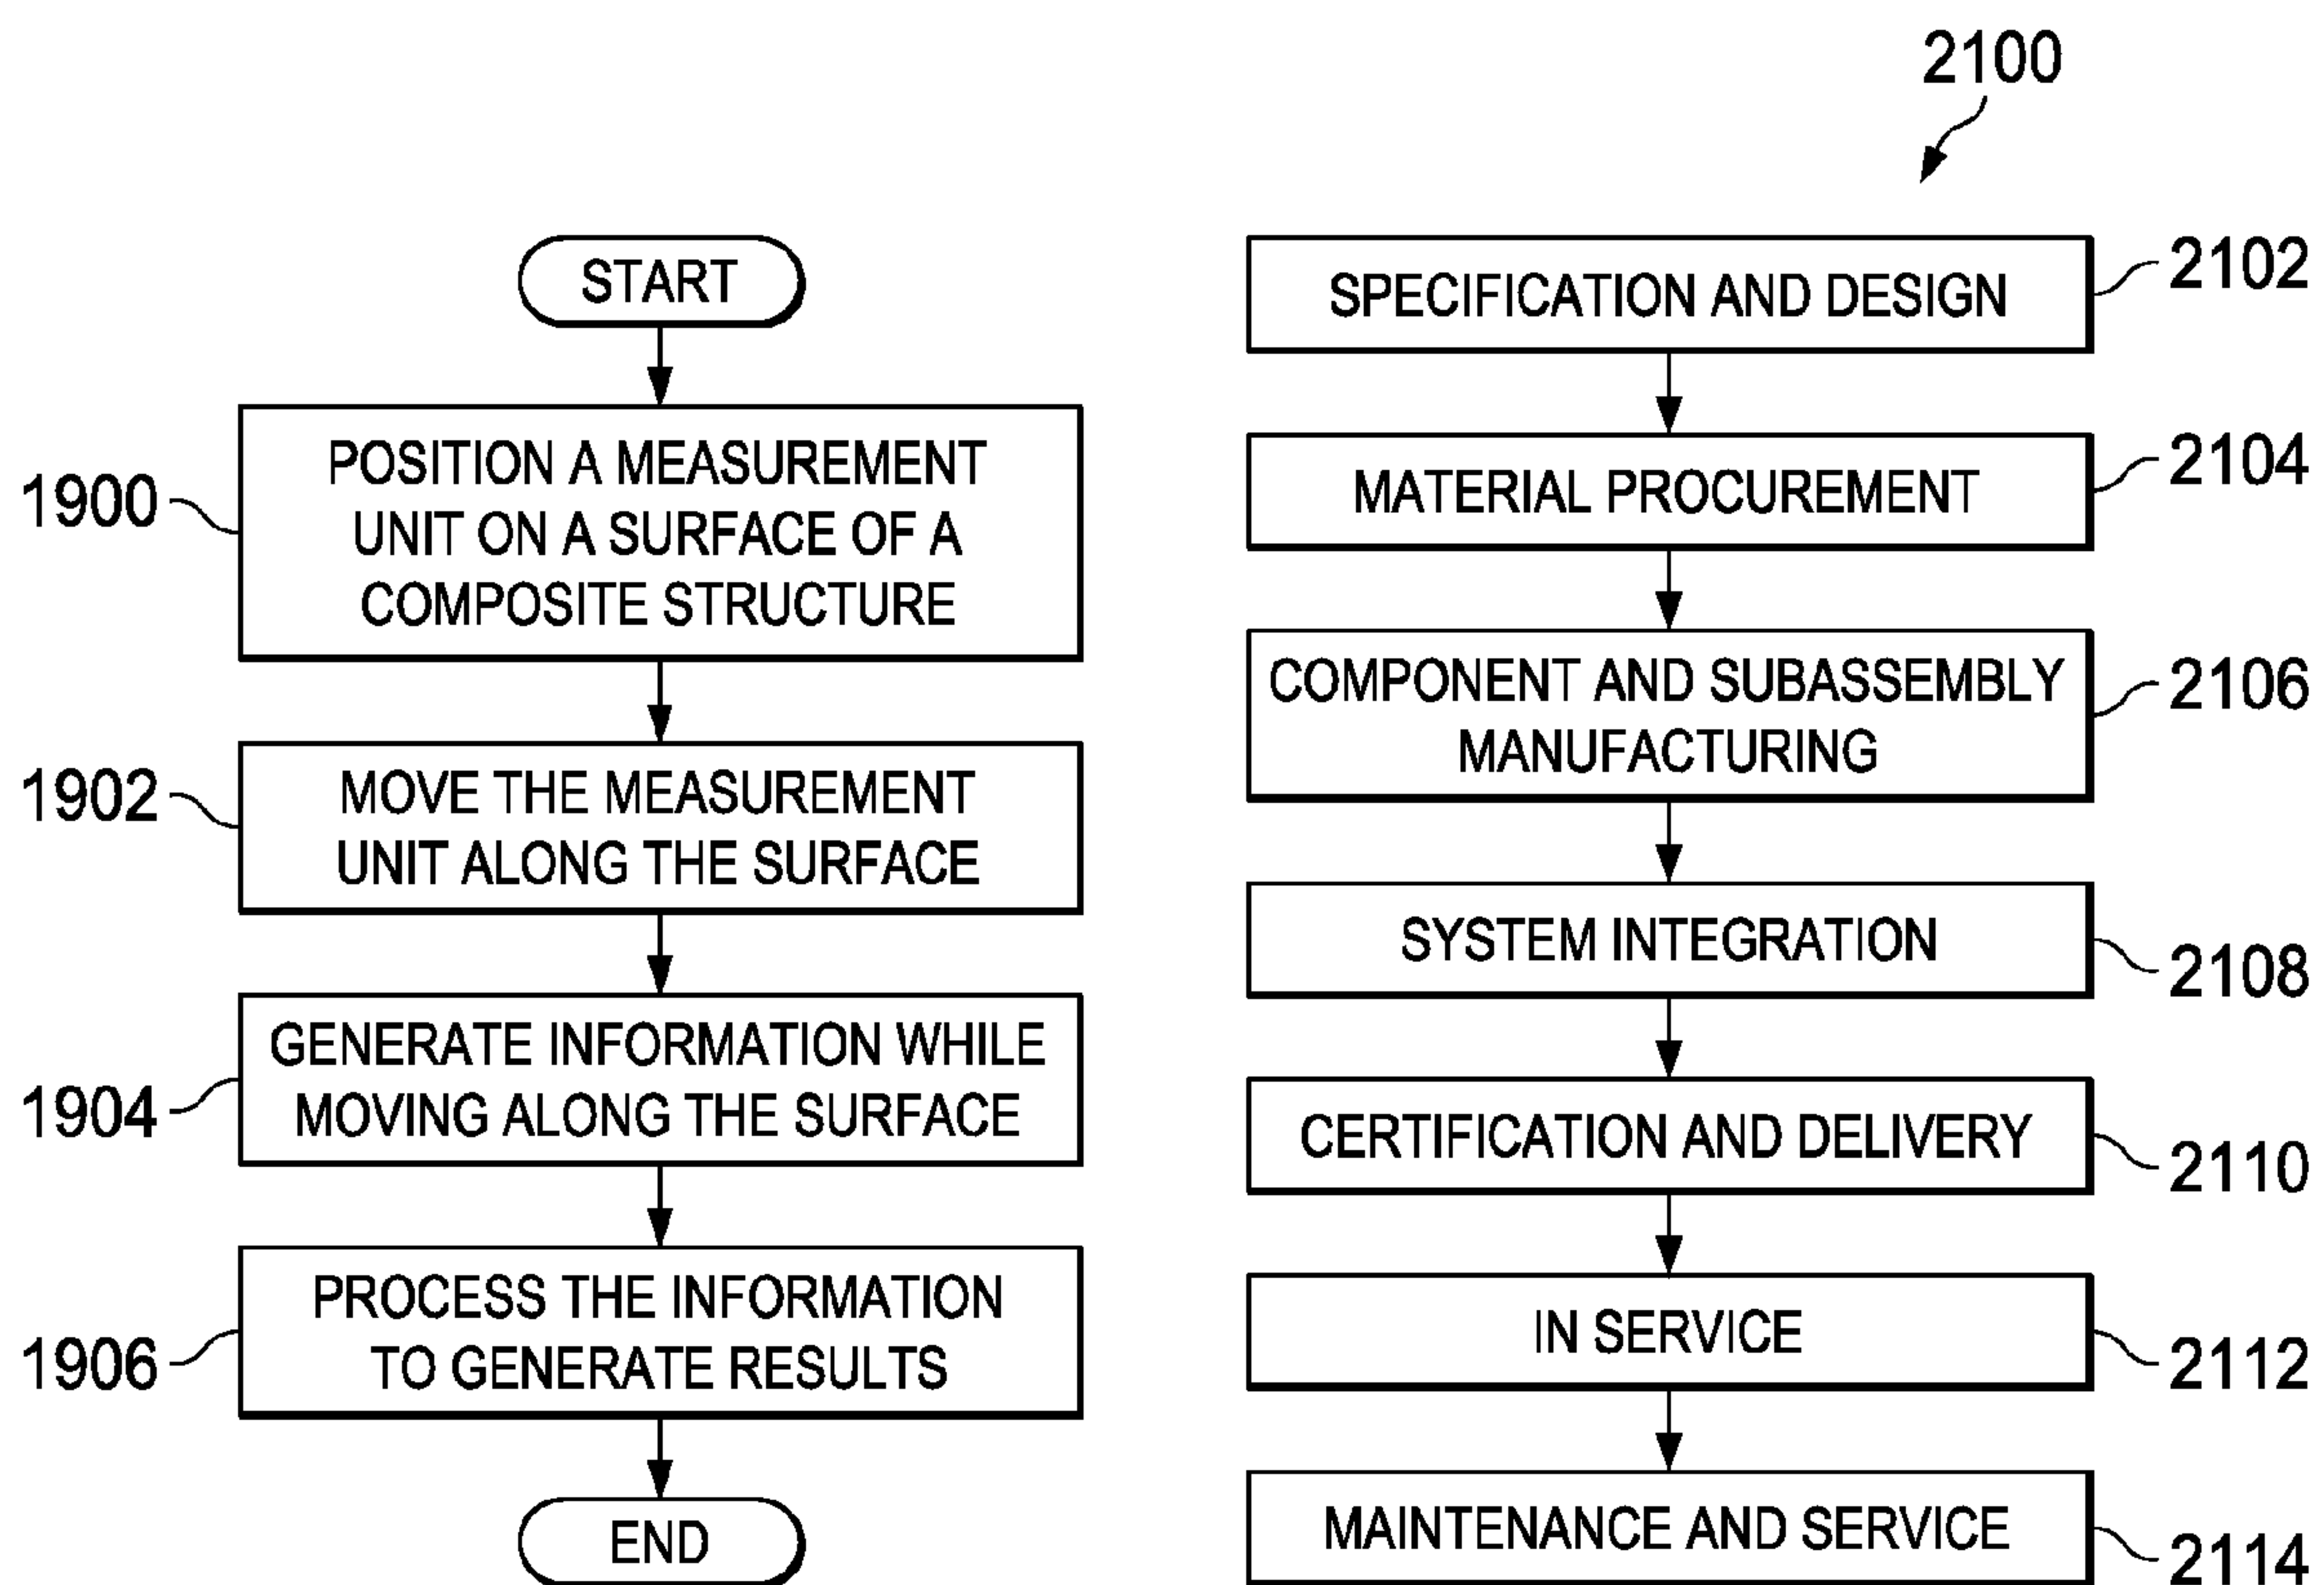 START
1900
POSITION A MEASUREMENT
UNIT ON A SURFACE OF A
COMPOSITE STRUCTURE
1902
MOVE THE MEASUREMENT
UNIT ALONG THE SURFACE
1904
GENERATE INFORMATION WHILE
MOVING ALONG THE SURFACE
1906
PROCESS THE INFORMATION
TO GENERATE RESULTS
END
2100
SPECIFICATION AND DESIGN
2102
MATERIAL PROCUREMENT
2104
COMPONENT AND SUBASSEMBLY
MANUFACTURING
2106
SYSTEM INTEGRATION
2108
CERTIFICATION AND DELIVERY
2110
IN SERVICE
2112
MAINTENANCE AND SERVICE
2114